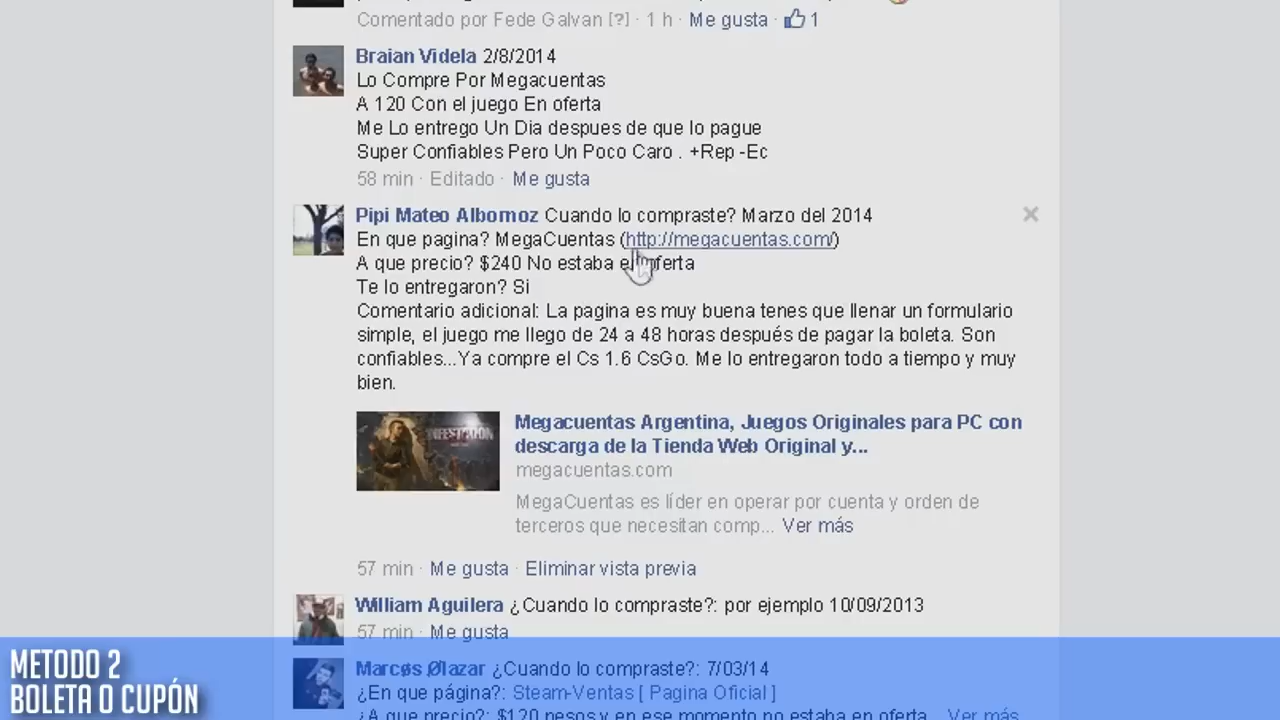 Comentado por Fede Galvan [?] · 1 h · Me gusta · 1
Braian Videla 2/8/2014
Lo Compre Por Megacuentas
A 120 Con el juego En oferta
Me Lo entrego Un Dia despues de que lo pague
Super Confiables Pero Un Poco Caro . +Rep -Ec
58 min · Editado · Me gusta
Pipi Mateo Albornoz Cuando lo compraste? Marzo del 2014
En que pagina? MegaCuentas (http://megacuentas.com/)
A que precio? $240 No estaba en oferta
Te lo entregaron? Si
Comentario adicional: La pagina es muy buena tenes que llenar un formulario
simple, el juego me llego de 24 a 48 horas después de pagar la boleta. Son
confiables...Ya compre el Cs 1.6 CsGo. Me lo entregaron todo a tiempo y muy
bien.
Megacuentas Argentina, Juegos Originales para PC con
descarga de la Tienda Web Original y...
megacuentas.com
MegaCuentas es líder en operar por cuenta y orden de
terceros que necesitan comp... Ver más
57 min · Me gusta · Eliminar vista previa
William Aguilera ¿Cuando lo compraste?: por ejemplo 10/09/2013
57 min · Me gusta
Marcøs Ølazar ¿Cuando lo compraste?: 7/03/14
¿En que página?: Steam-Ventas [ Pagina Oficial ]
¿A que precio?: $120 pesos y en ese momento no estaba en oferta... Ver más
METODO 2
BOLETA O CUPÓN